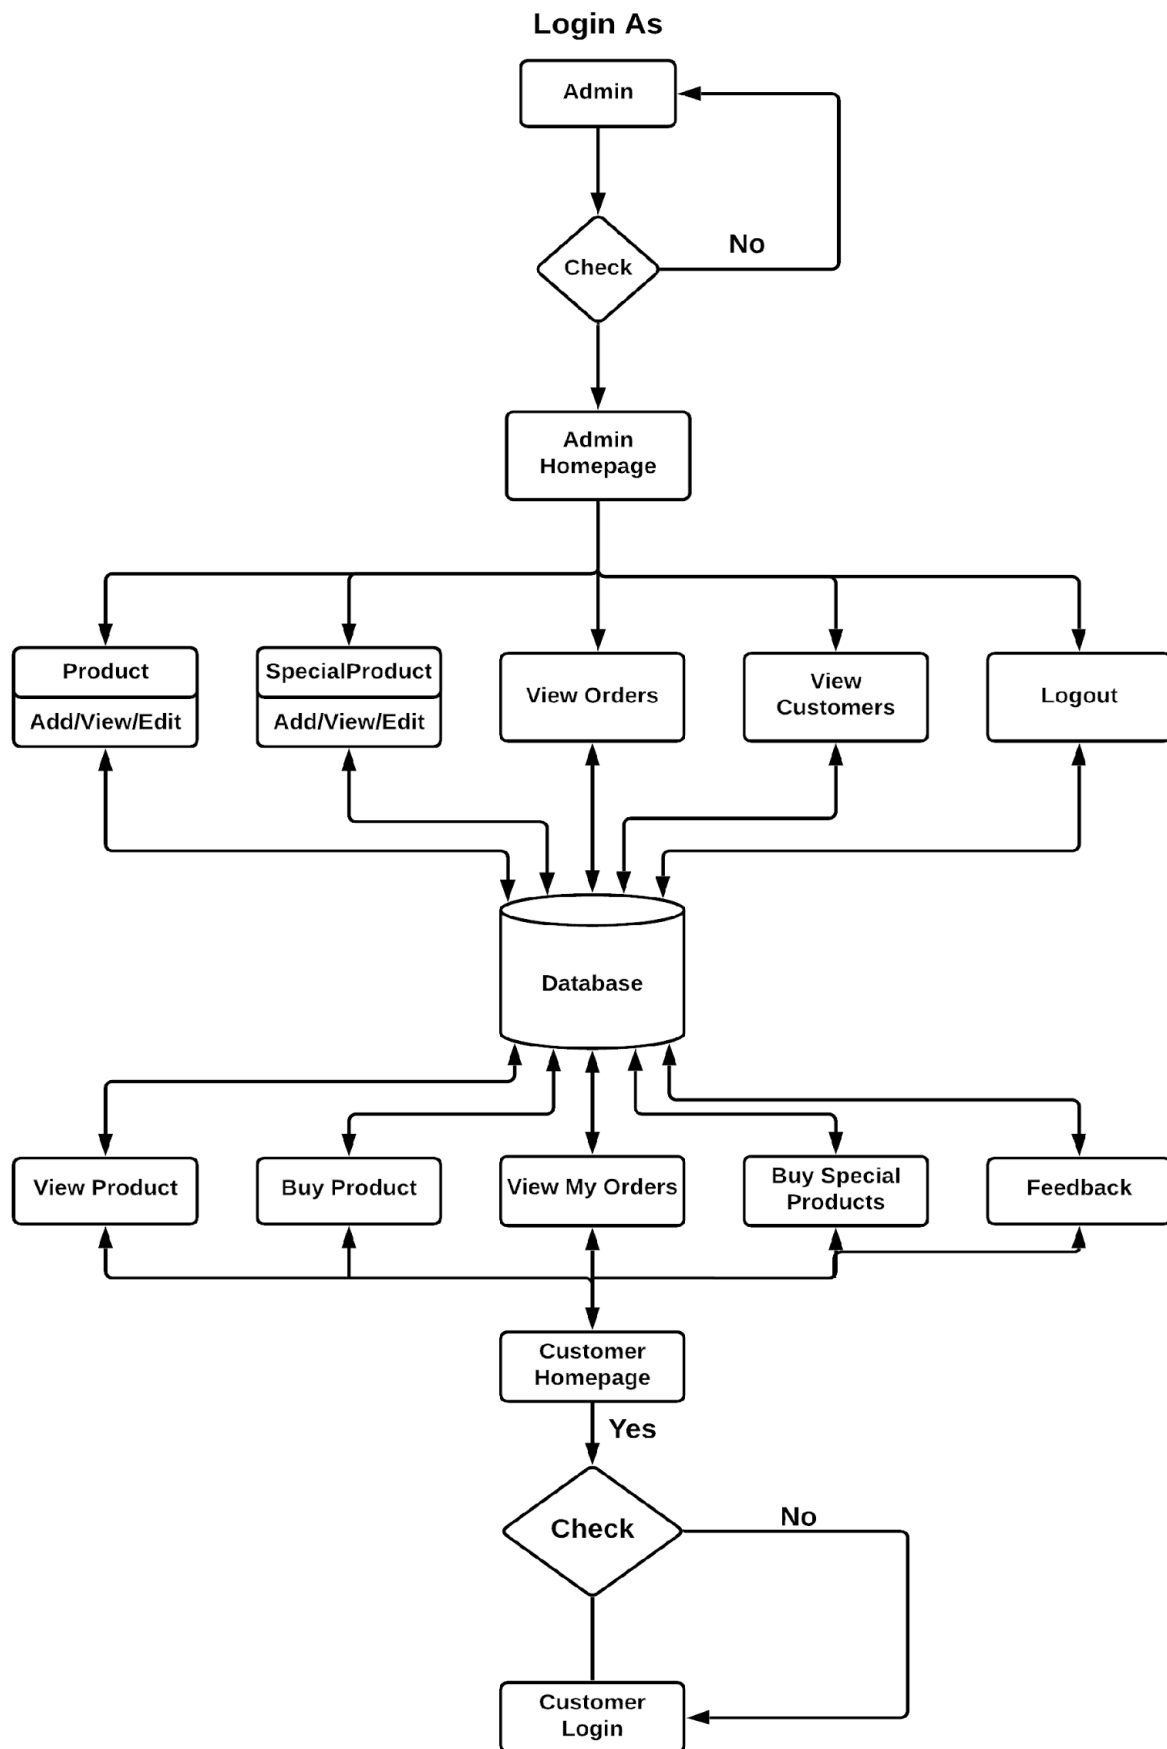 Login As
Admin
Check
No
Admin
Homepage
Product
Add/View/Edit
SpecialProduct
Add/View/Edit
View Orders
View
Customers
Logout
Database
View Product
Buy Product
View My Orders
Buy Special
Products
Feedback
Customer
Homepage
Yes
Check
No
Customer
Login